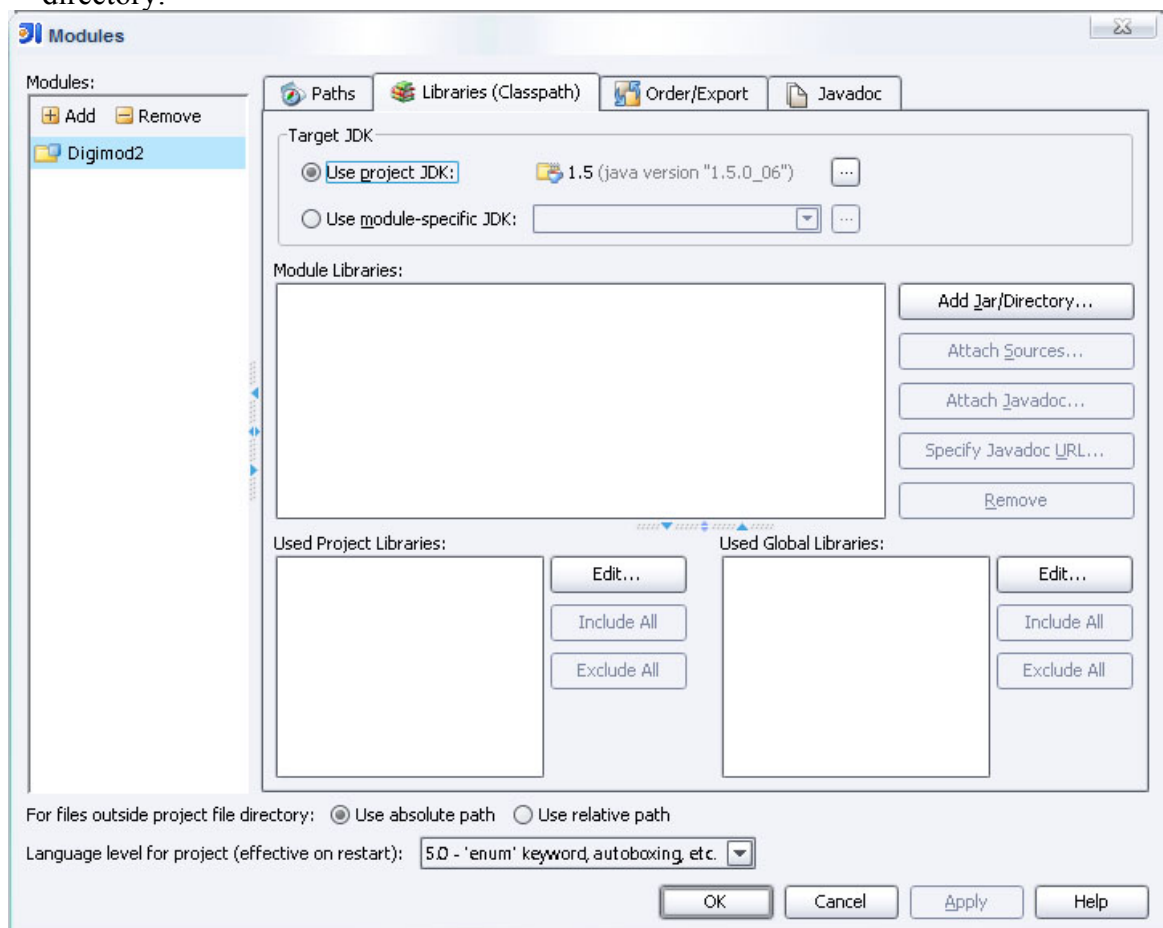 directory.
Modules
Modules:
Add Remove
Digimod2
Paths Libraries (Classpath) Order/Export Javadoc
Target JDK
Use project JDK: 1.5 (java version "1.5.0_06") ...
Use module-specific JDK: ...
Module Libraries:
Add Jar/Directory...
Attach Sources...
Attach Javadoc...
Specify Javadoc URL...
Remove
Used Project Libraries: Used Global Libraries:
Edit... Edit...
Include All Include All
Exclude All Exclude All
For files outside project file directory: Use absolute path Use relative path
Language level for project (effective on restart): 5.0 - 'enum' keyword, autoboxing, etc.
OK Cancel Apply Help